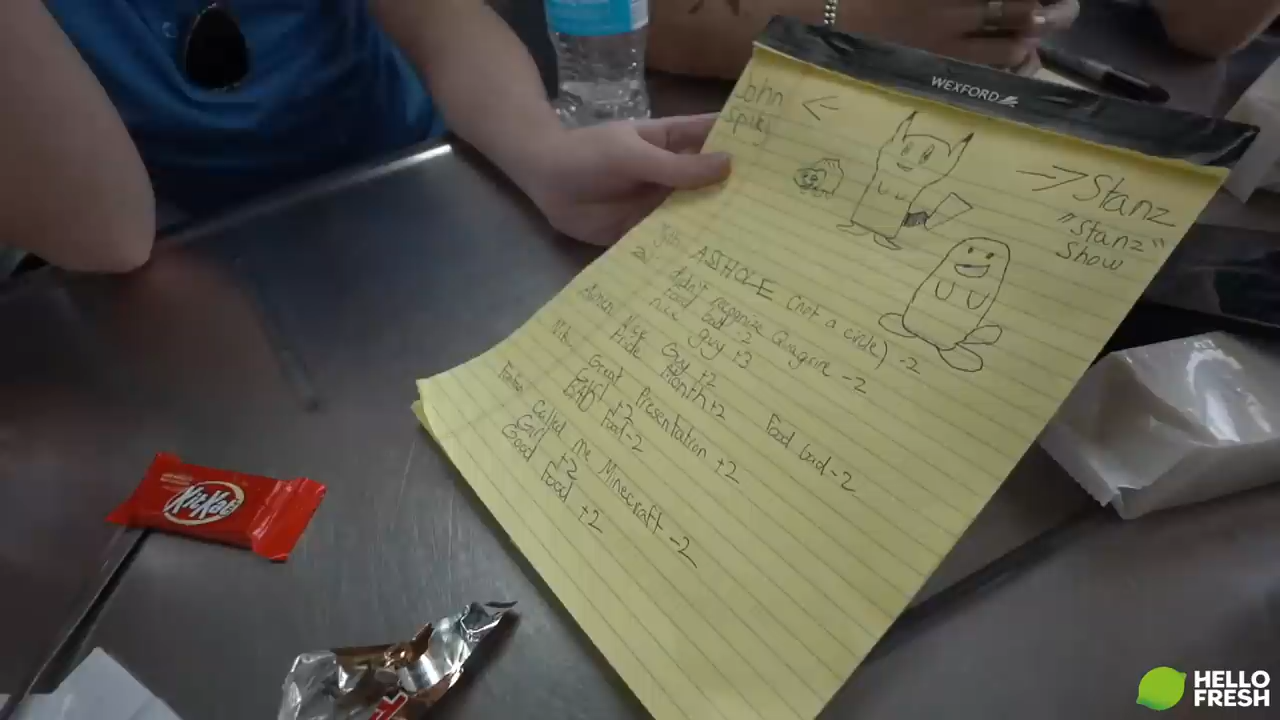 WEXFORD
John <
Spike
→ Stanz
"Stanz"
Show
ASSHOLE (not a circle) -2
didn't recognize Quagsire -2
Food bad -2
nice guy +3
Nice Guy +2
Pride Month +2
Food bad -2
Mike
Great Presentation +2
Girl +2
BAD Food -2
Called Me Minecraft -2
Girl +2
Good Food +2
KitKat
HELLO
FRESH